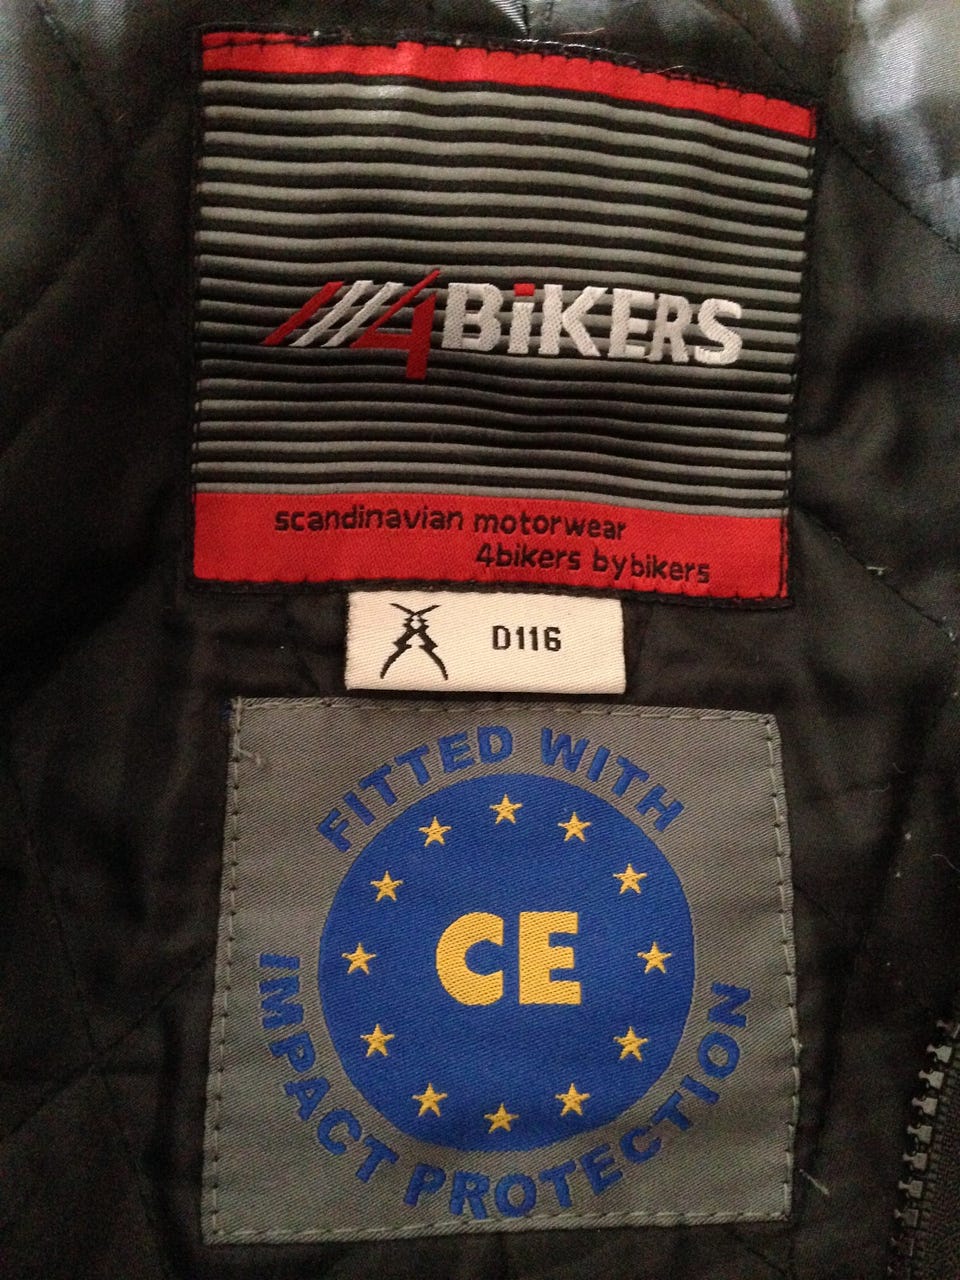 4BiKERS
scandinavian motorwear
4bikers bybikers
D116
FITTED WITH
CE
IMPACT PROTECTION